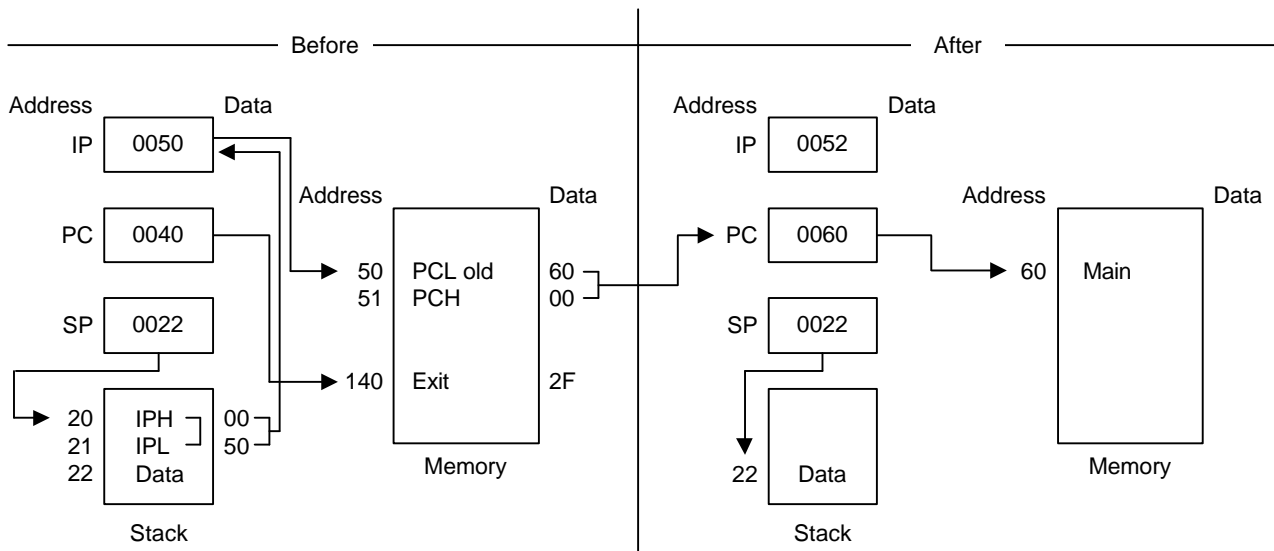 Before
Address Data
IP 0050
PC 0040
SP 0022
20 IPH 00
21 IPL 50
22 Data
Stack
Address Data
50 PCL old 60
51 PCH 00
140 Exit 2F
Memory
After
Address Data
IP 0052
PC 0060
SP 0022
22 Data
Stack
Address Data
60 Main
Memory